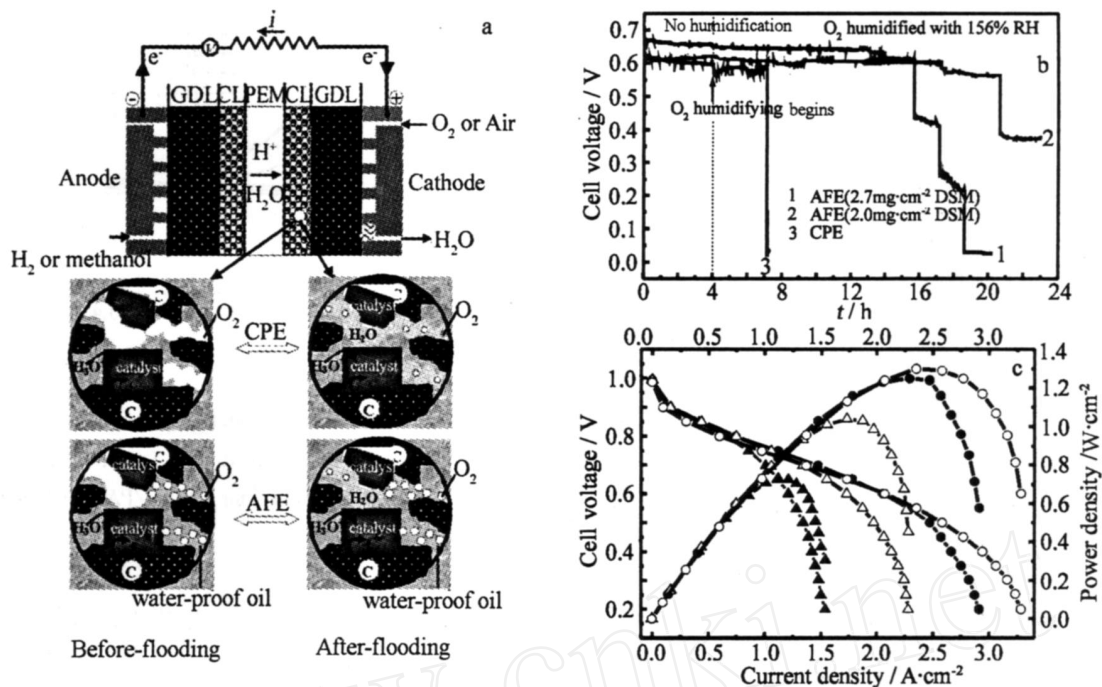 a
i
V
e⁻
e⁻
GDL
CL
PEM
CL
GDL
⊖
⊕
O₂ or Air
H⁺
H₂O
Anode
Cathode
H₂O
H₂ or methanol
C
catalyst
O₂
H₂O
catalyst
C
CPE
C
catalyst
O₂
H₂O
H₂O
catalyst
C
C
catalyst
O₂
H₂O
catalyst
C
AFE
C
catalyst
O₂
H₂O
H₂O
catalyst
C
water-proof oil
water-proof oil
Before-flooding
After-flooding
b
No humidification
O₂ humidified with 156% RH
O₂ humidifying begins
1 AFE(2.7mg·cm⁻² DSM)
2 AFE(2.0mg·cm⁻² DSM)
3 CPE
1
2
3
Cell voltage / V
0.7
0.6
0.5
0.4
0.3
0.2
0.1
0.0
0 4 8 12 16 20 24
t / h
c
0.0 0.5 1.0 1.5 2.0 2.5 3.0
Cell voltage / V
1.0
0.8
0.6
0.4
0.2
1.4
1.2
1.0
0.8
0.6
0.4
0.2
0.0
Power density /W·cm⁻²
0.0 0.5 1.0 1.5 2.0 2.5 3.0
Current density / A·cm⁻²
www.cnki.net